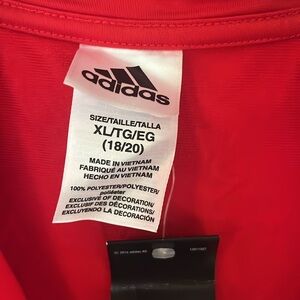 adidas
SIZE/TAILLE/TALLA
XL/TG/EG
(18/20)
MADE IN VIETNAM
FABRIQUÉ AU VIETNAM
HECHO EN VIETNAM
100% POLYESTER/POLYESTER/
poliéster
EXCLUSIVE OF DECORATION/
EXCLUSIF DES DÉCORATIONS/
EXCLUYENDO LA DECORACIÓN